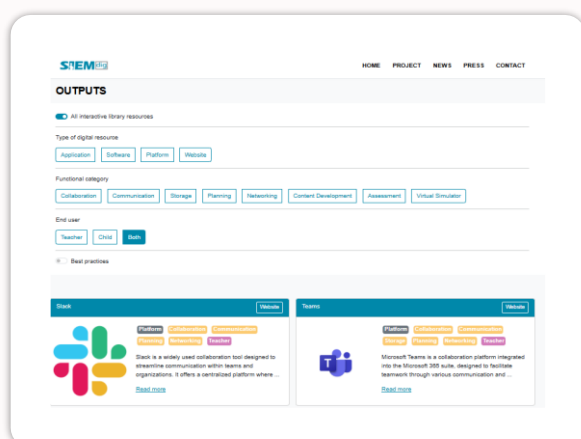 STEM
HOME PROJECT NEWS PRESS CONTACT
OUTPUTS
All interactive library resources
Type of digital resource
Application Software Platform Website
Functional category
Collaboration Communication Storage Planning Networking Content Development Assessment Virtual Simulator
End user
Teacher Child Both
Best practices
Slack Website
Platform Collaboration Communication
Planning Networking Teacher
Slack is a widely used collaboration tool designed to
streamline communication within teams and
organizations. It offers a centralized platform where ...
Read more
Teams Website
Platform Collaboration Communication
Storage Planning Networking Teacher
Microsoft Teams is a collaboration platform integrated
into the Microsoft 365 suite, designed to facilitate
teamwork through various communication and ...
Read more